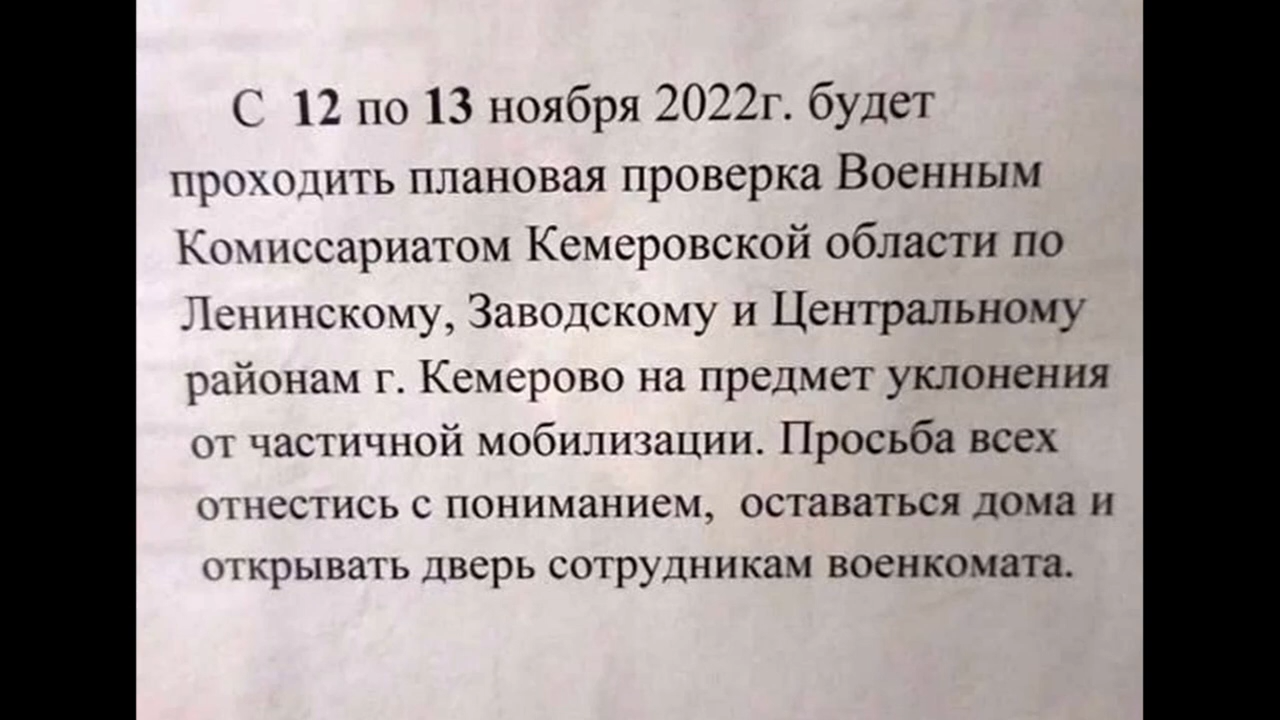 С 12 по 13 ноября 2022г. будет
проходить плановая проверка Военным
Комиссариатом Кемеровской области по
Ленинскому, Заводскому и Центральному
районам г. Кемерово на предмет уклонения
от частичной мобилизации. Просьба всех
отнестись с пониманием, оставаться дома и
открывать дверь сотрудникам военкомата.